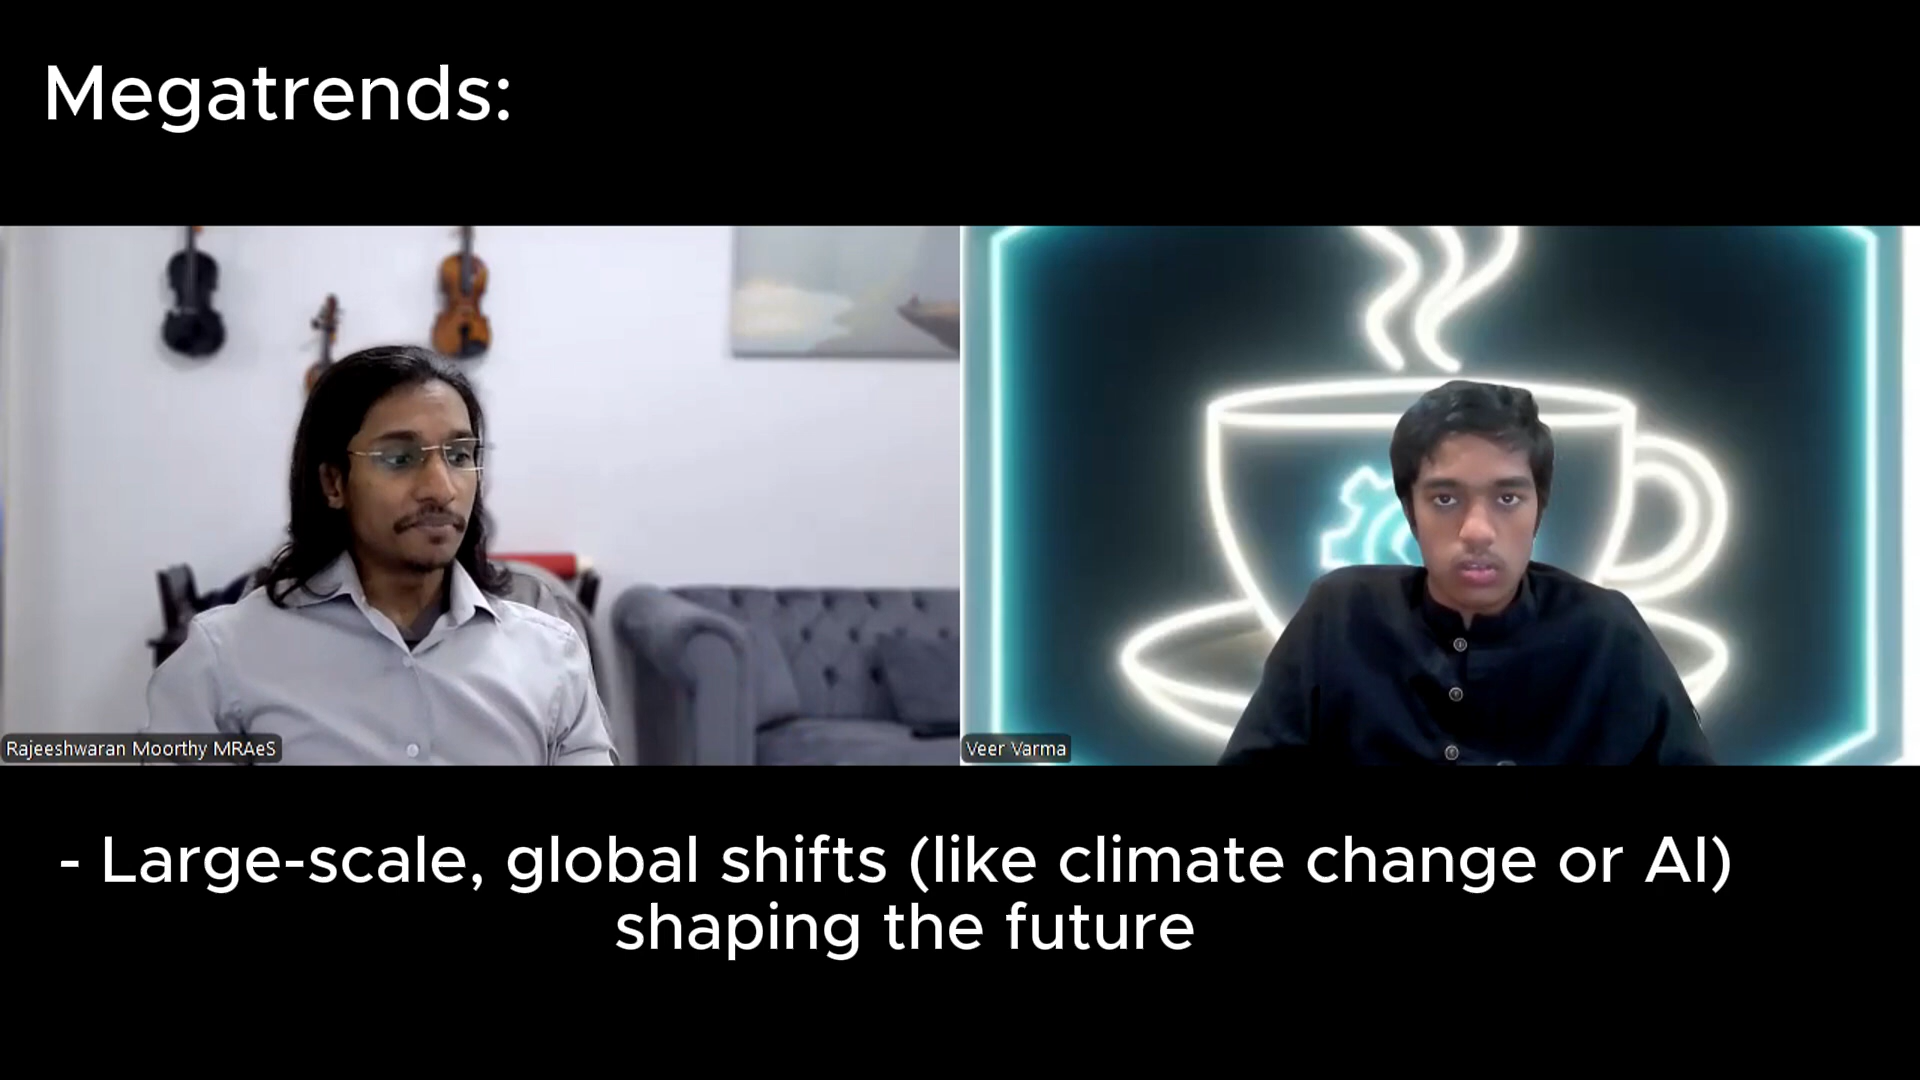 Megatrends:
Rajeeshwaran Moorthy MRAeS
Veer Varma
- Large-scale, global shifts (like climate change or AI)
shaping the future